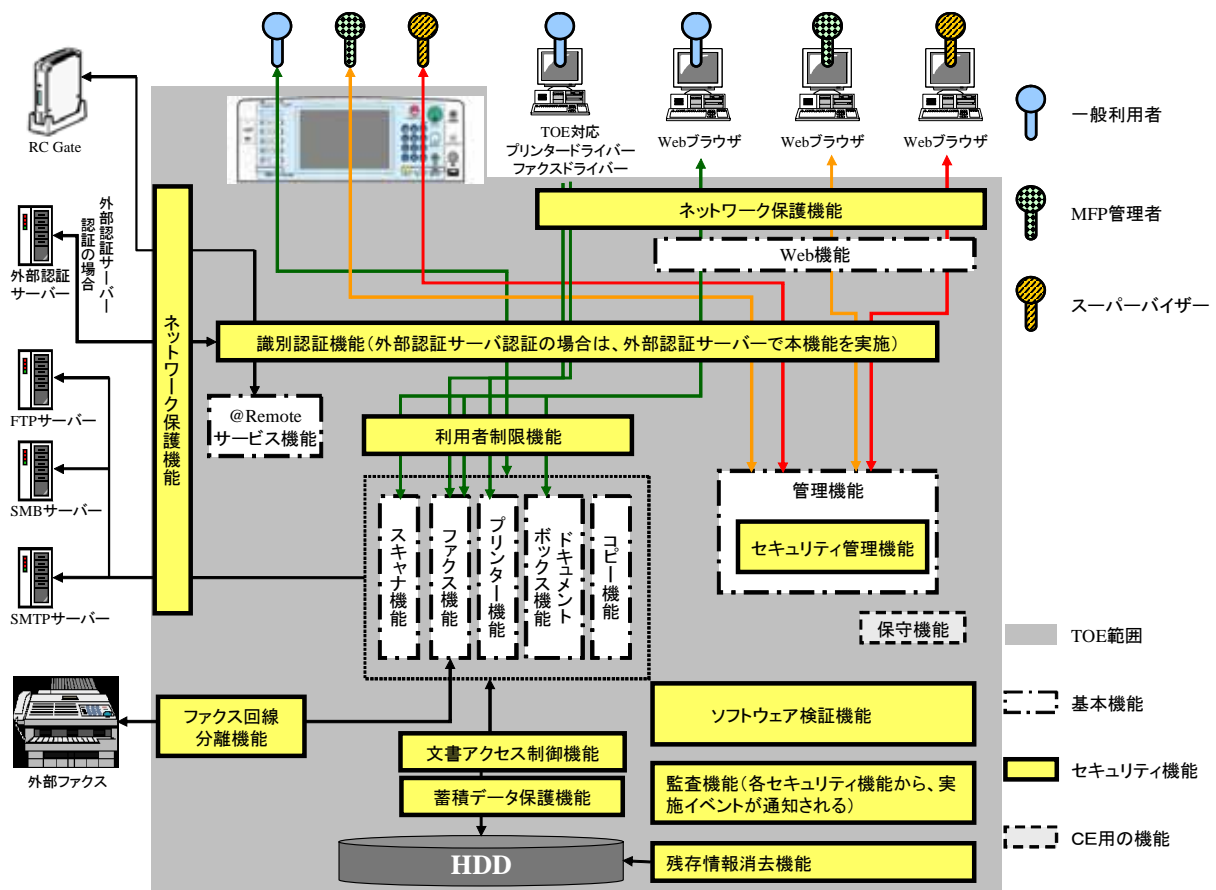 RC Gate
TOE対応
プリンタードライバー
ファクスドライバー
Webブラウザ
Webブラウザ
Webブラウザ
一般利用者
MFP管理者
スーパーバイザー
ネットワーク保護機能
Web機能
外部認証サーバー
認証の場合
外部認証
サーバー
ネットワーク保護機能
識別認証機能(外部認証サーバ認証の場合は、外部認証サーバーで本機能を実施)
FTPサーバー
@Remote
サービス機能
利用者制限機能
SMBサーバー
SMTPサーバー
スキャナ機能
ファクス機能
プリンター機能
ドキュメント
ボックス機能
コピー機能
管理機能
セキュリティ管理機能
保守機能
TOE範囲
基本機能
セキュリティ機能
CE用の機能
外部ファクス
ファクス回線
分離機能
文書アクセス制御機能
蓄積データ保護機能
HDD
ソフトウェア検証機能
監査機能(各セキュリティ機能から、実
施イベントが通知される)
残存情報消去機能